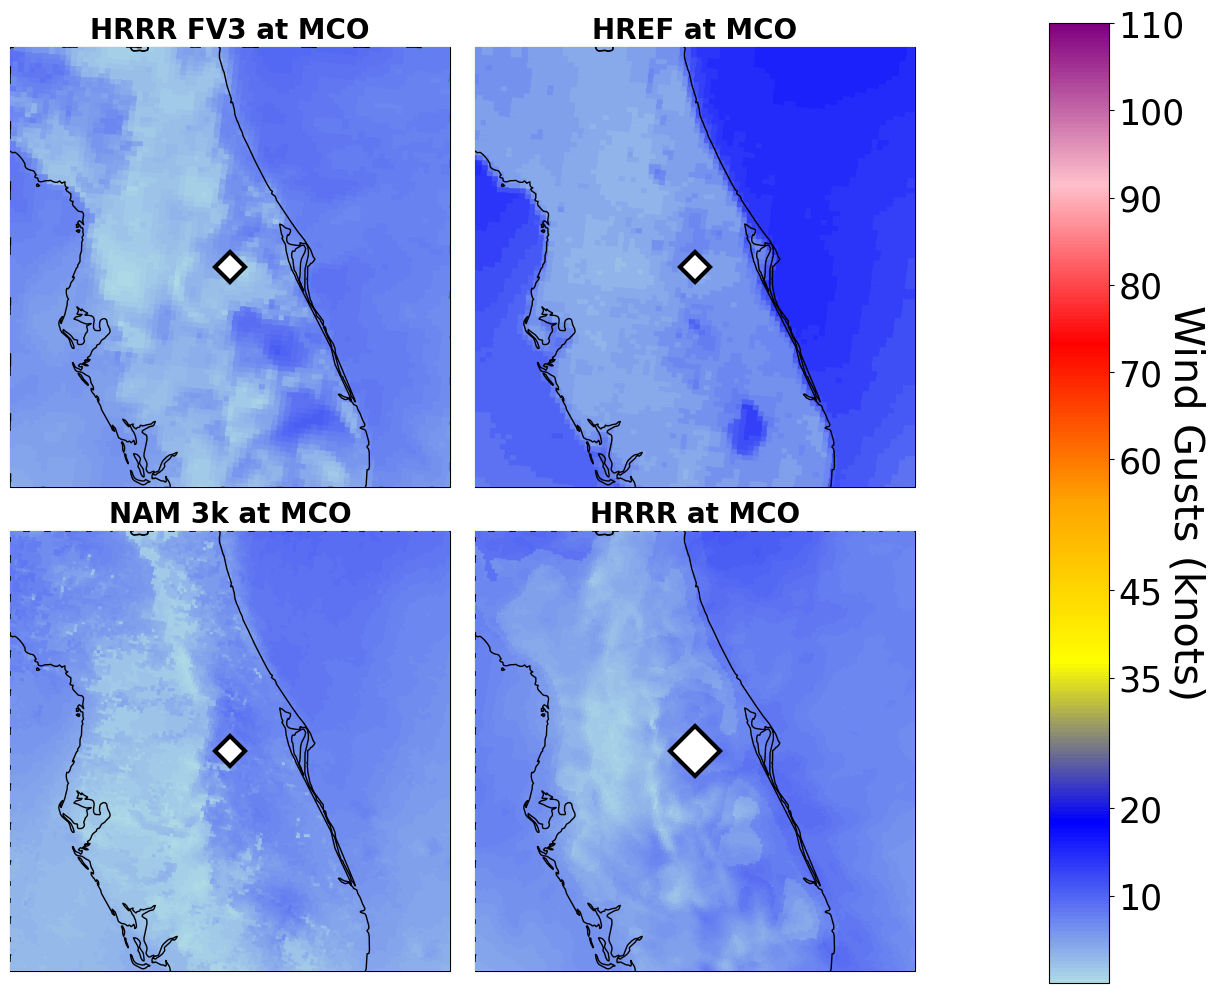 HRRR FV3 at MCO
HREF at MCO
NAM 3k at MCO
HRRR at MCO
110
100
90
80
70
60
45
35
20
10
Wind Gusts (knots)